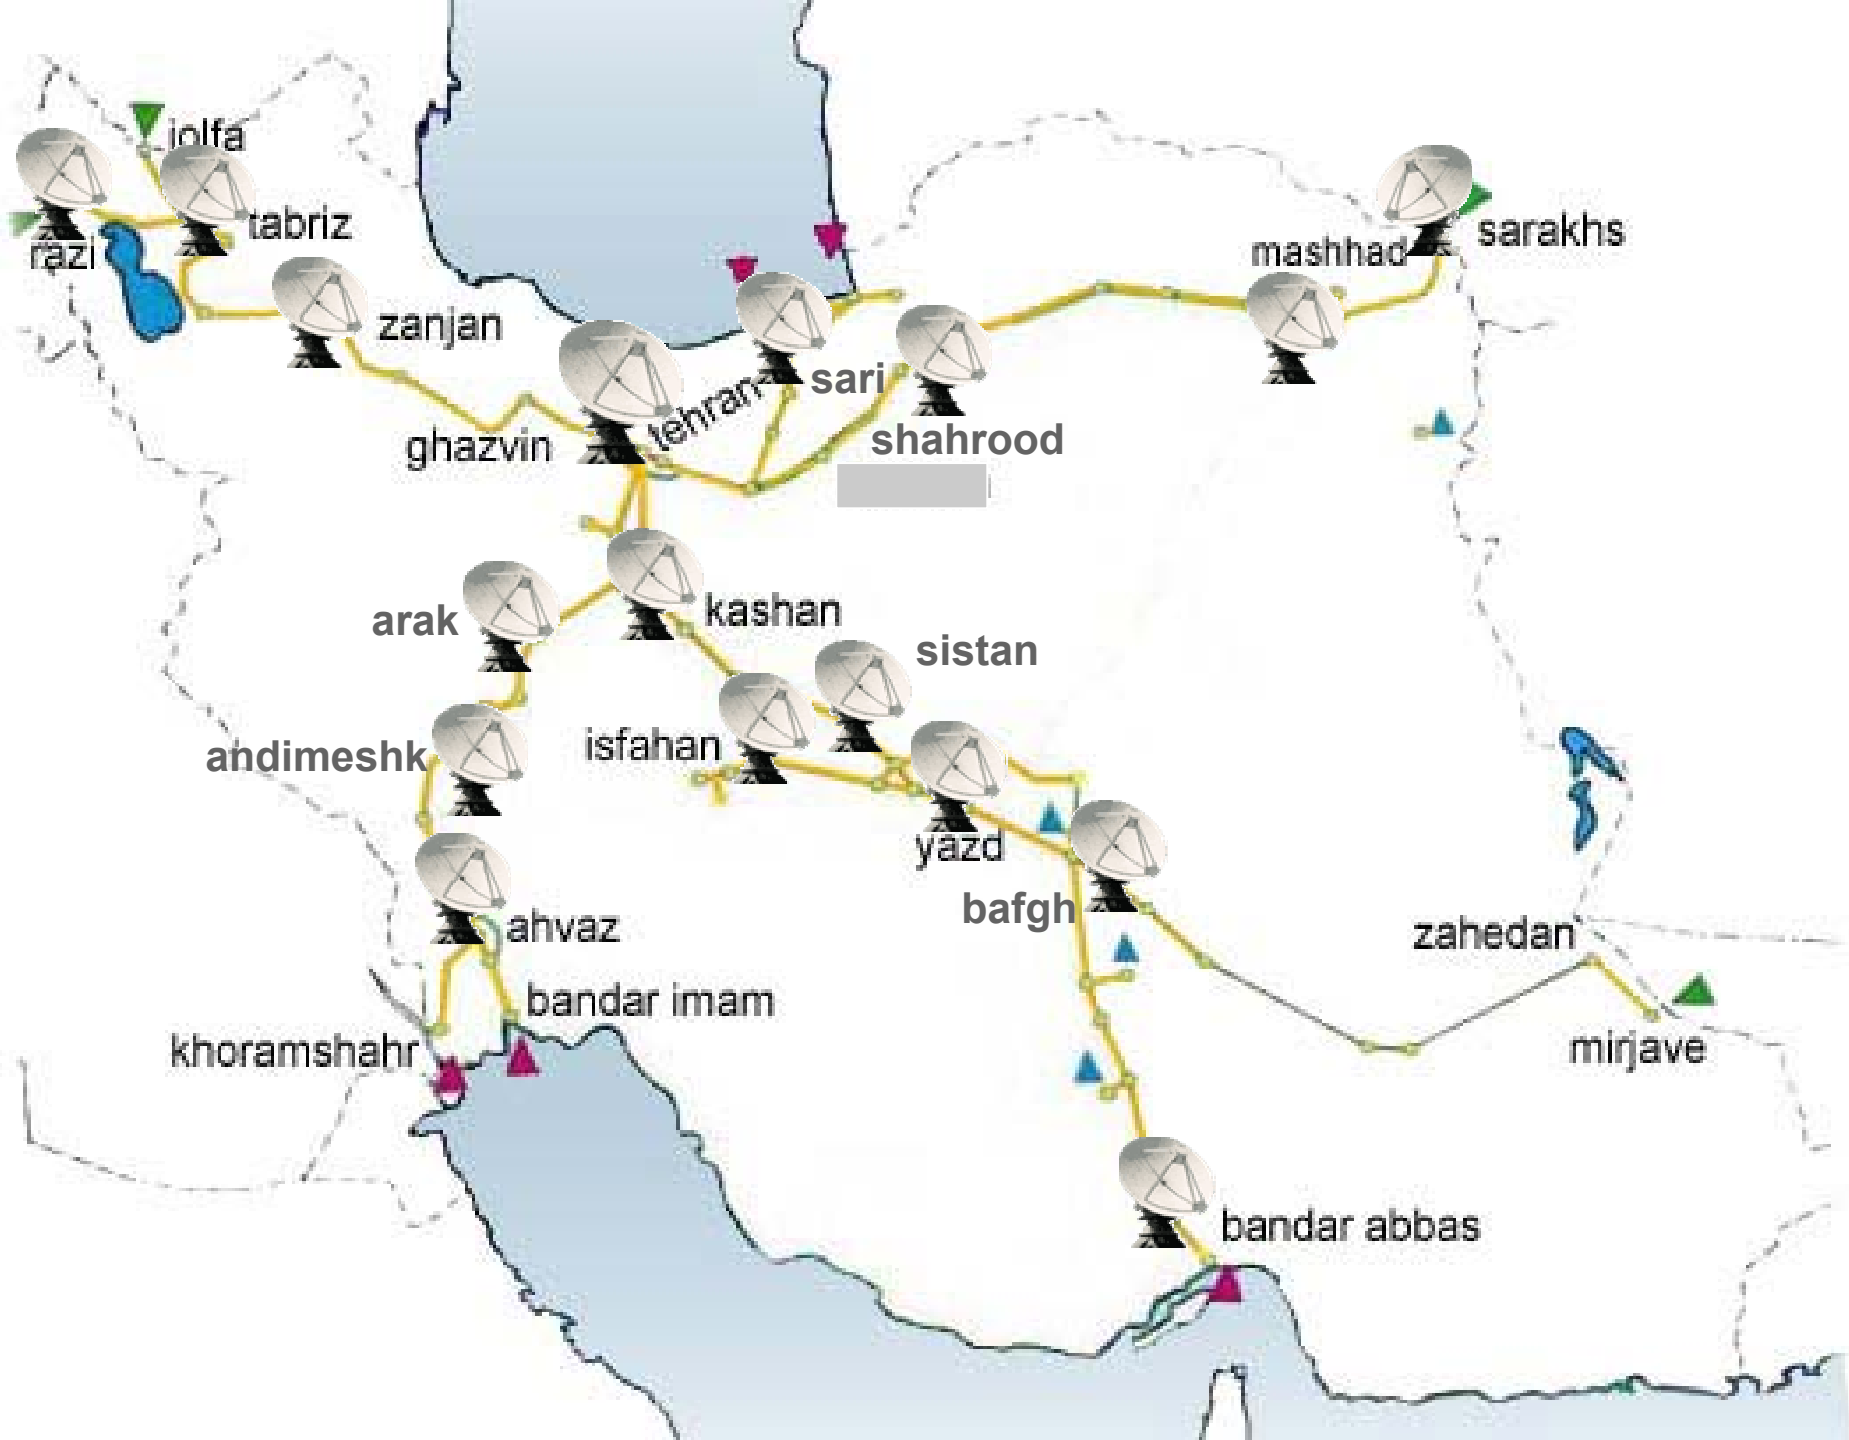 jolfa
tabriz
razi
sarakhs
mashhad
zanjan
tehran
sari
ghazvin
shahrood
kashan
arak
sistan
isfahan
andimeshk
yazd
bafgh
ahvaz
zahedan
bandar imam
khoramshahr
mirjave
bandar abbas